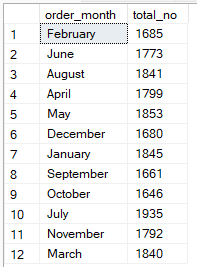 order_month total_no
1 February 1685
2 June 1773
3 August 1841
4 April 1799
5 May 1853
6 December 1680
7 January 1845
8 September 1661
9 October 1646
10 July 1935
11 November 1792
12 March 1840